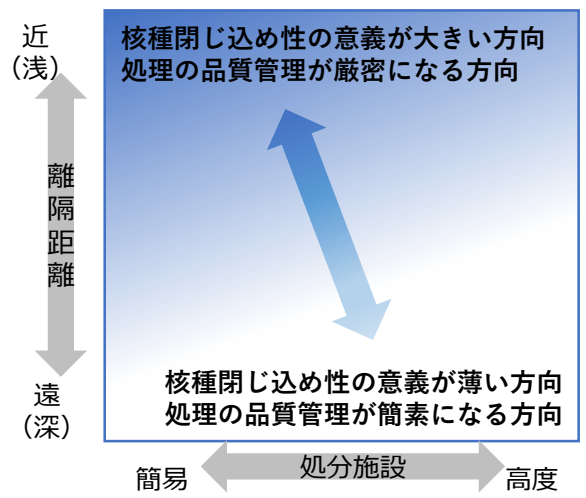 近
（浅）
核種閉じ込め性の意義が大きい方向
処理の品質管理が厳密になる方向
離隔距離
核種閉じ込め性の意義が薄い方向
処理の品質管理が簡素になる方向
遠
（深）
簡易
処分施設
高度